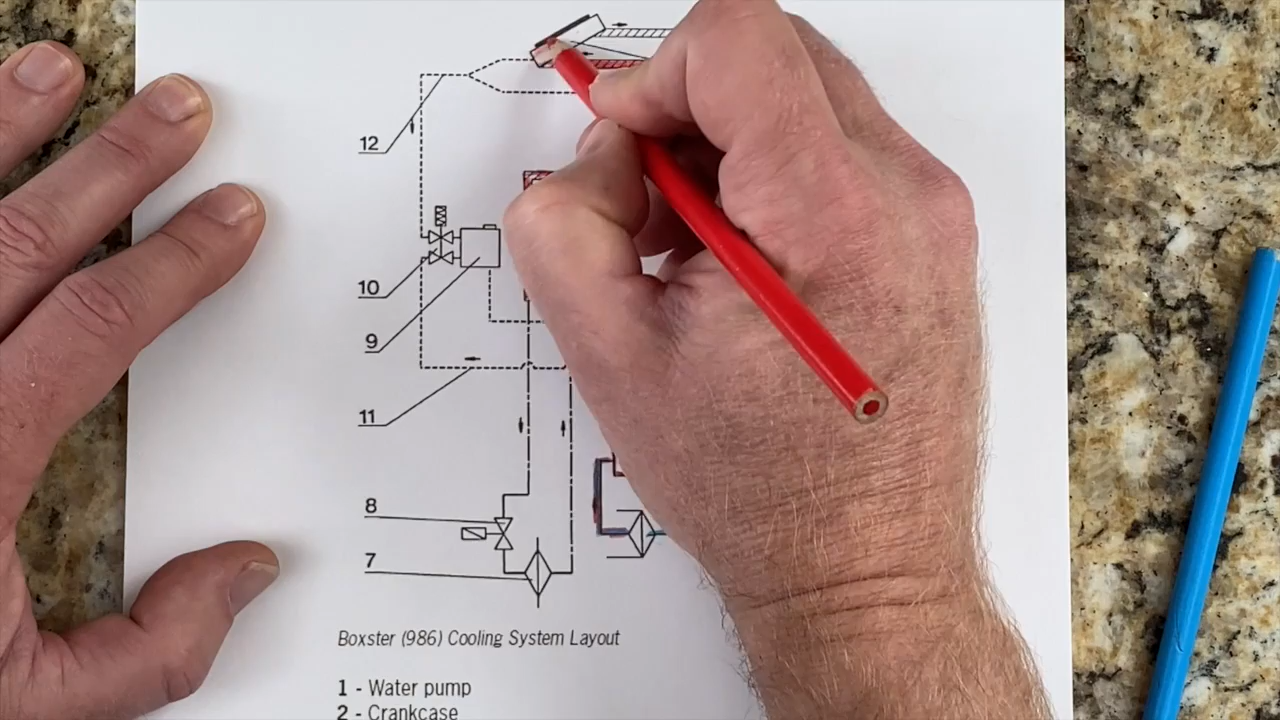 12
10
9
11
8
7
Boxster (986) Cooling System Layout
1 - Water pump
2 - Crankcase